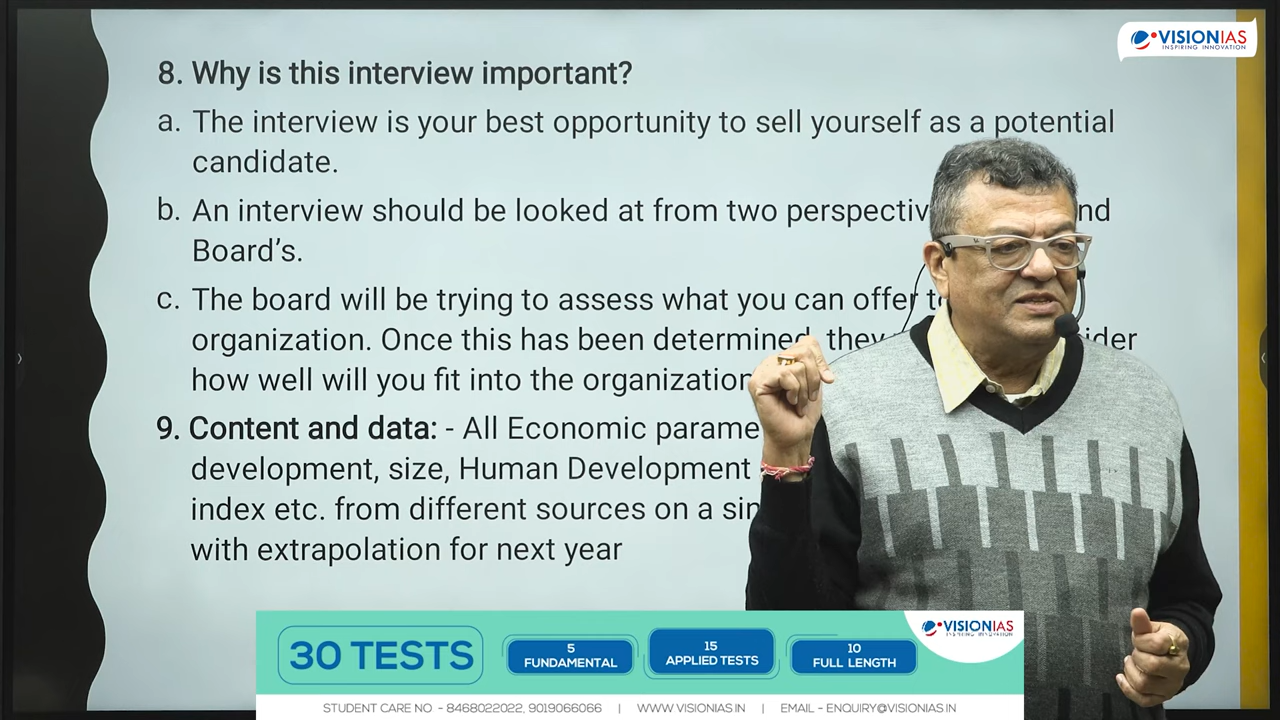 VISIONIAS
INSPIRING INNOVATION
8. Why is this interview important?
a. The interview is your best opportunity to sell yourself as a potential
candidate.
b. An interview should be looked at from two
Board's.
c. The board will be trying to assess what you can offer
organization. Once this has been determined, they
how well will you fit into the organization
9. Content and data: - All Economic
development, size, Human Development
index etc. from different sources on a
with extrapolation for next year
VISIONIAS
INSPIRING INNOVATION
30 TESTS
5
FUNDAMENTAL
15
APPLIED TESTS
10
FULL LENGTH
STUDENT CARE NO - 8468022022, 9019066066 | WWW VISIONIAS.IN | EMAIL - ENQUIRY@VISIONIAS.IN